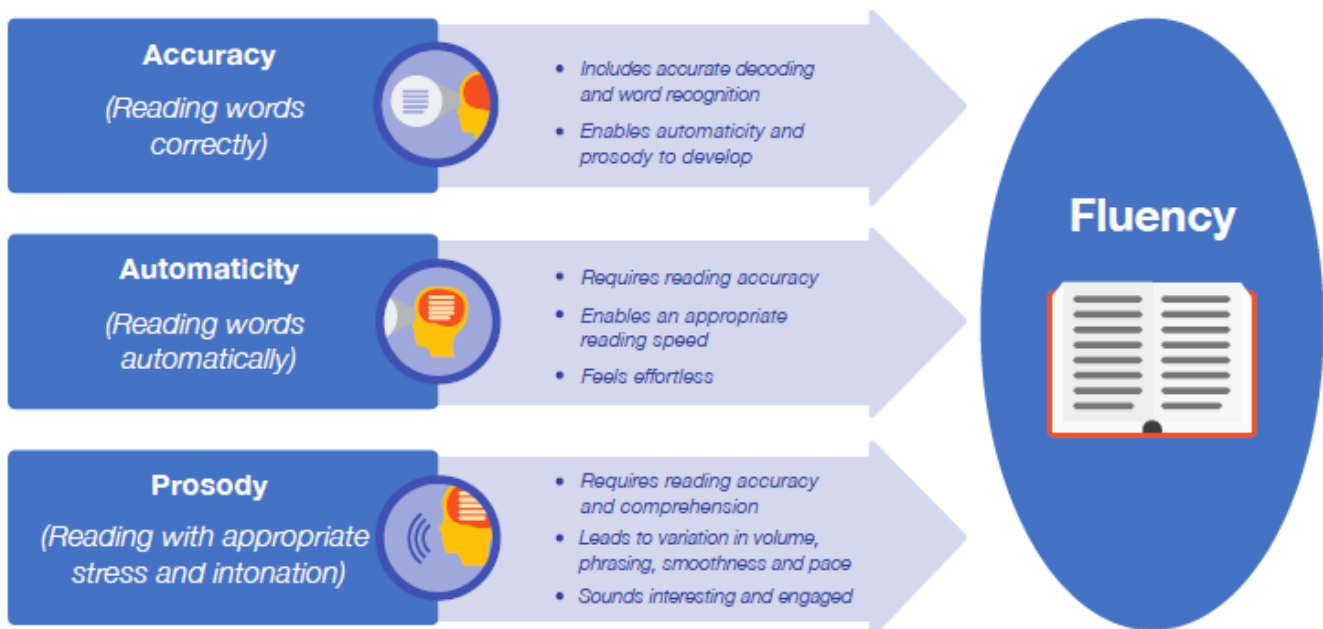 Accuracy
(Reading words
correctly)
• Includes accurate decoding
and word recognition
• Enables automaticity and
prosody to develop
Automaticity
(Reading words
automatically)
• Requires reading accuracy
• Enables an appropriate
reading speed
• Feels effortless
Prosody
(Reading with appropriate
stress and intonation)
• Requires reading accuracy
and comprehension
• Leads to variation in volume,
phrasing, smoothness and pace
• Sounds interesting and engaged
Fluency